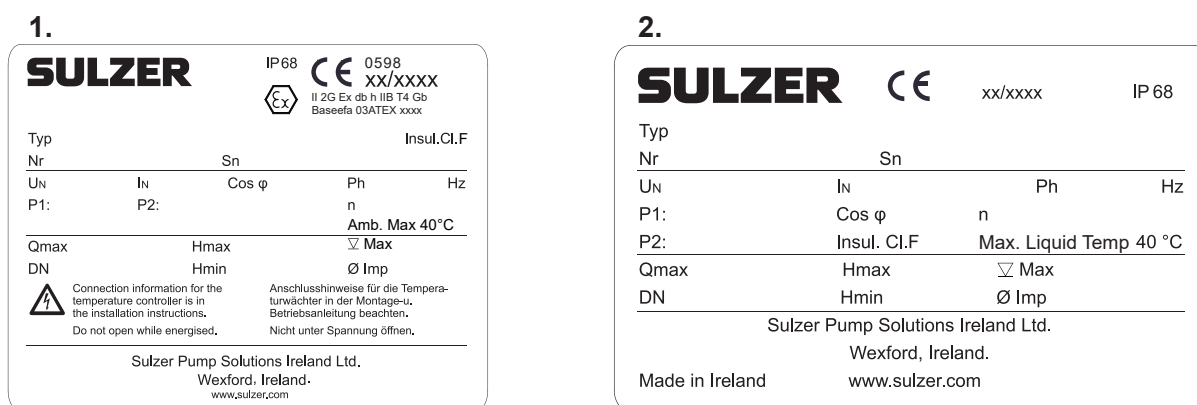 1.
SULZER IP68 CE 0598
xx/xxxx
Ex II 2G Ex db h IIB T4 Gb
Baseefa 03ATEX xxxx
Typ Insul.Cl.F
Nr Sn
UN IN Cos φ Ph Hz
P1: P2: n
Amb. Max 40°C
Qmax Hmax ▽ Max
DN Hmin Ø Imp
Connection information for the
temperature controller is in
the installation instructions.
Do not open while energised.
Anschlusshinweise für die Tempera-
turwächter in der Montage-u.
Betriebsanleitung beachten.
Nicht unter Spannung öffnen.
Sulzer Pump Solutions Ireland Ltd.
Wexford, Ireland.
www.sulzer.com
2.
SULZER CE xx/xxxx IP 68
Typ
Nr Sn
UN IN Ph Hz
P1: Cos φ n
P2: Insul. Cl.F Max. Liquid Temp 40 °C
Qmax Hmax ▽ Max
DN Hmin Ø Imp
Sulzer Pump Solutions Ireland Ltd.
Wexford, Ireland.
Made in Ireland www.sulzer.com